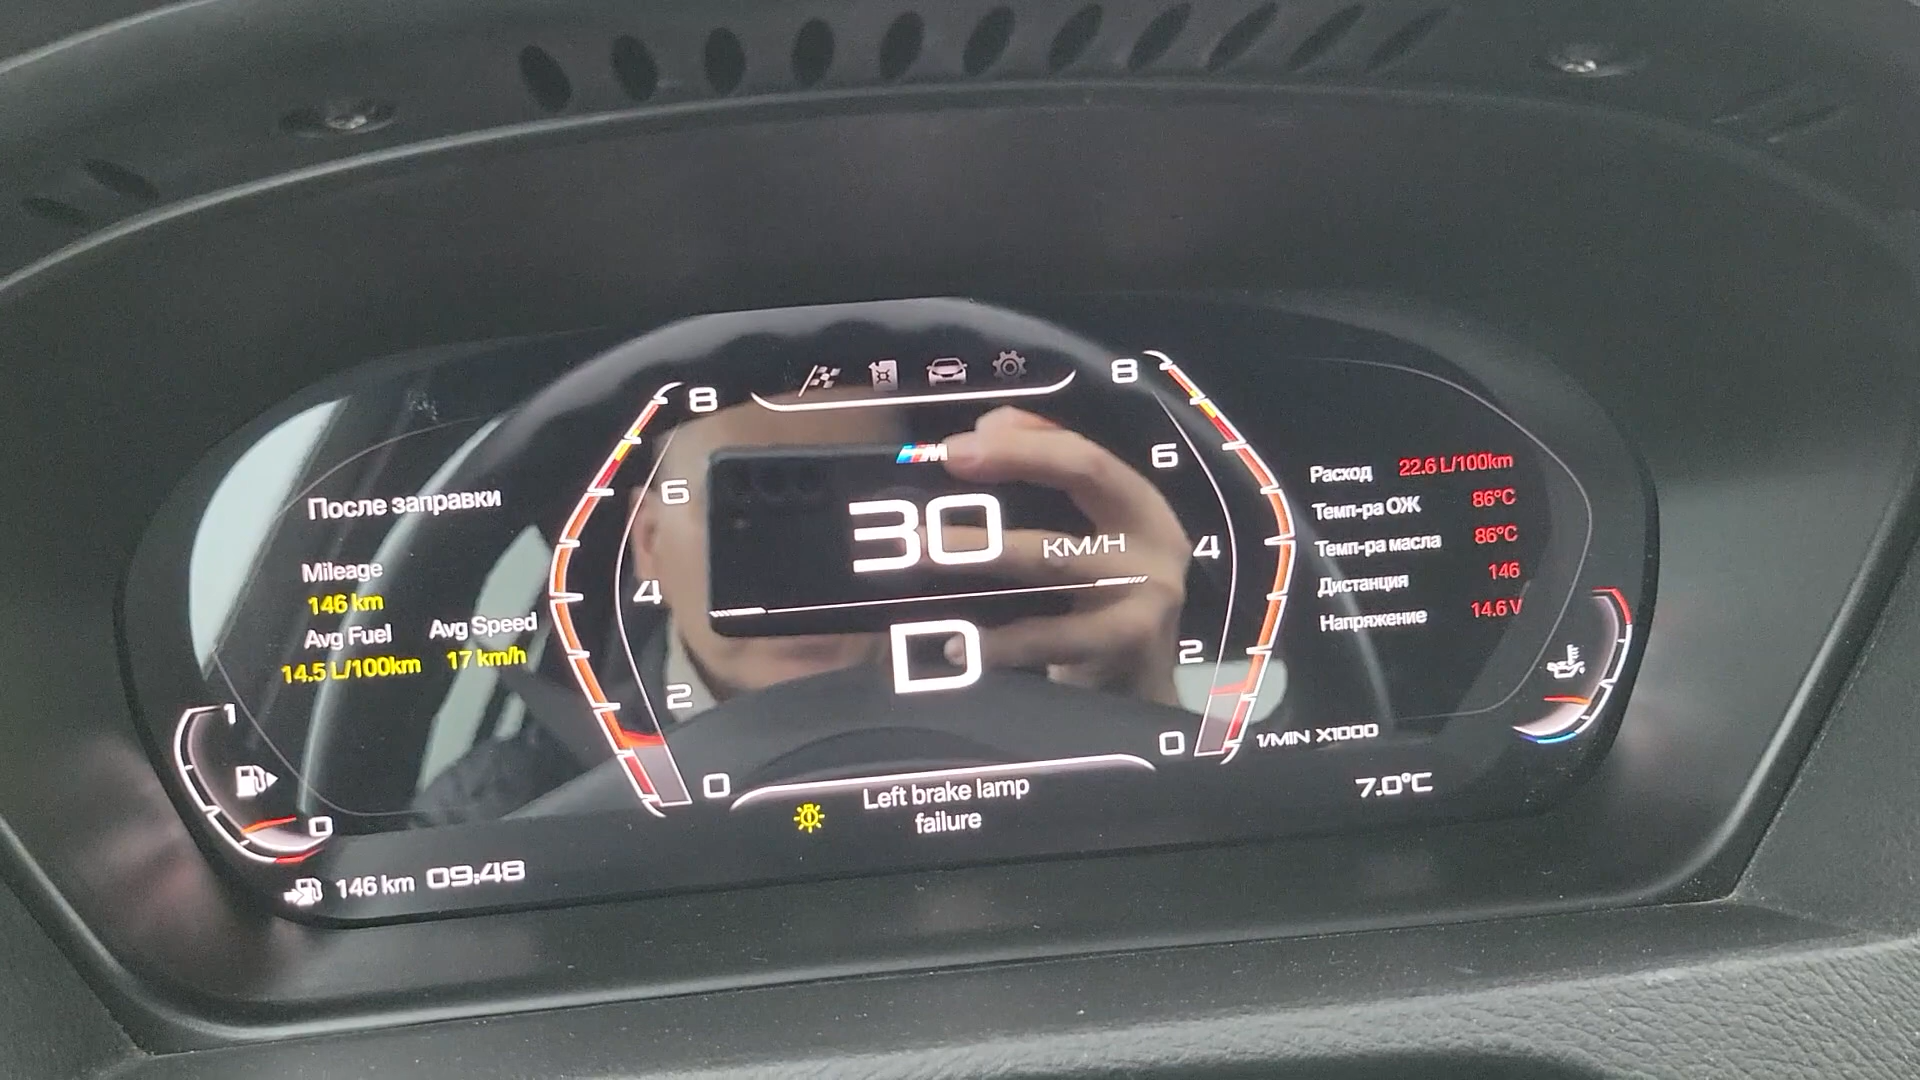 8
8
6
6
4
4
2
2
0
0
M
30 KM/H
D
После заправки
Mileage
146 km
Avg Fuel
Avg Speed
14.5 L/100km
17 km/h
Расход 22.6 L/100km
Темп-ра ОЖ 86°C
Темп-ра масла 86°C
Дистанция 146
Напряжение 14.6 V
1/MIN X1000
1
0
Left brake lamp
failure
7.0°C
146 km 09:48